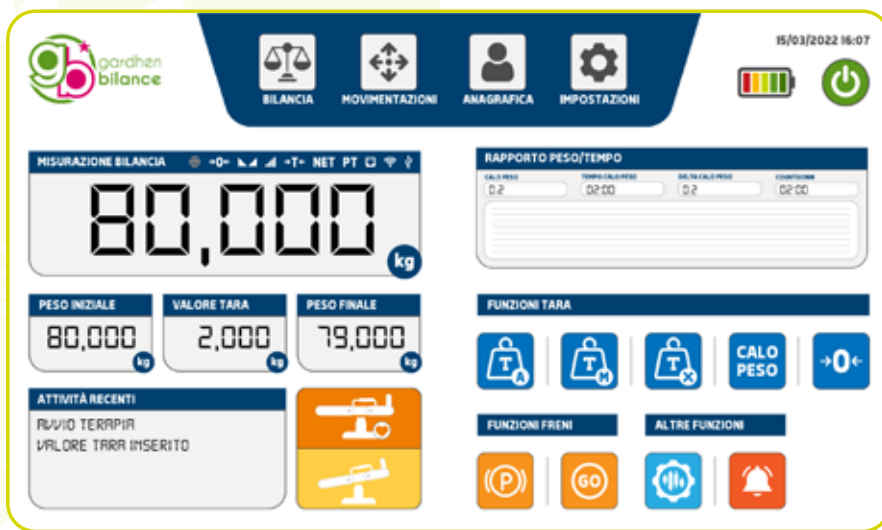 gardhen
bilance
BILANCIA
MOVIMENTAZIONI
ANAGRAFICA
IMPOSTAZIONI
15/03/2022 16:07
MISURAZIONE BILANCIA →0← →T← NET PT
80,000
kg
RAPPORTO PESO/TEMPO
CALO PESO TEMPO CALO PESO DELTA CALO PESO COUNTDOWN
0.2 02:00 0.2 02:00
PESO INIZIALE
80,000
kg
VALORE TARA
2,000
kg
PESO FINALE
79,000
kg
FUNZIONI TARA
T A
T M
T X
CALO
PESO
→0←
ATTIVITÀ RECENTI
AVVIO TERAPIA
VALORE TARA INSERITO
FUNZIONI FRENI
(P)
GO
ALTRE FUNZIONI